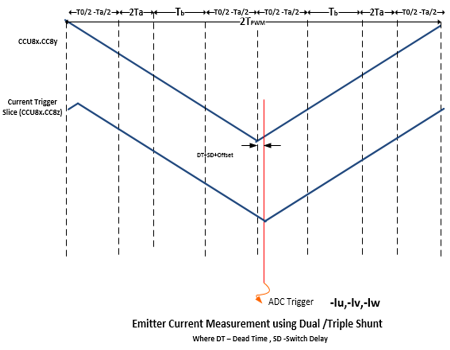 T0/2 -Ta/2 2Ta Tb T0/2 -Ta/2 T0/2 -Ta/2 Tb 2Ta T0/2 -Ta/2
2TPWM
CCU8x.CC8y
Current Trigger
Slice (CCU8x.CC8z)
DT+SD+Offset
ADC Trigger -Iu,-Iv,-Iw
Emitter Current Measurement using Dual /Triple Shunt
Where DT – Dead Time , SD -Switch Delay